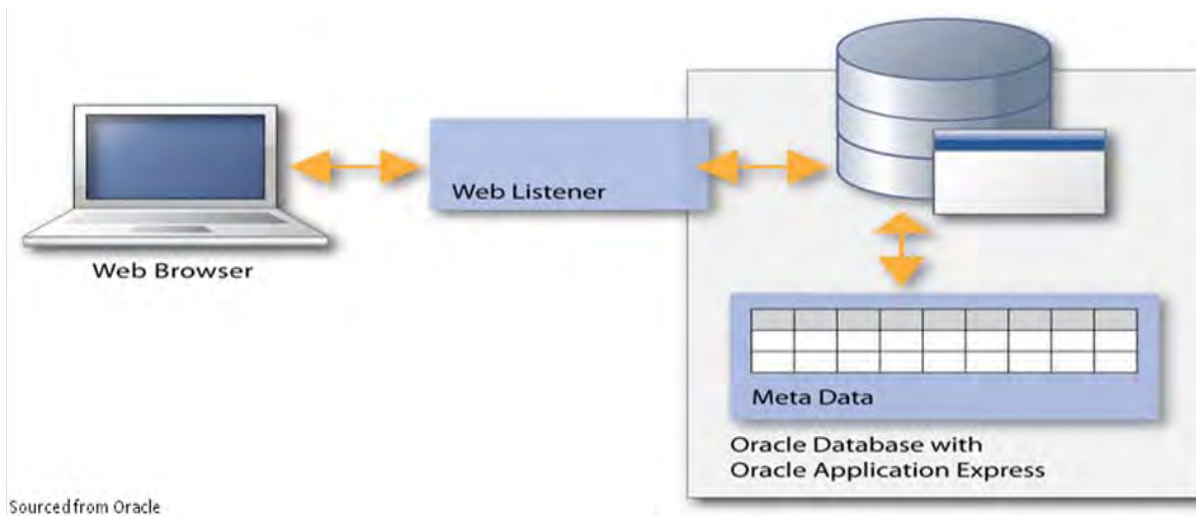 Web Browser
Web Listener
Meta Data
Oracle Database with
Oracle Application Express
Sourced from Oracle